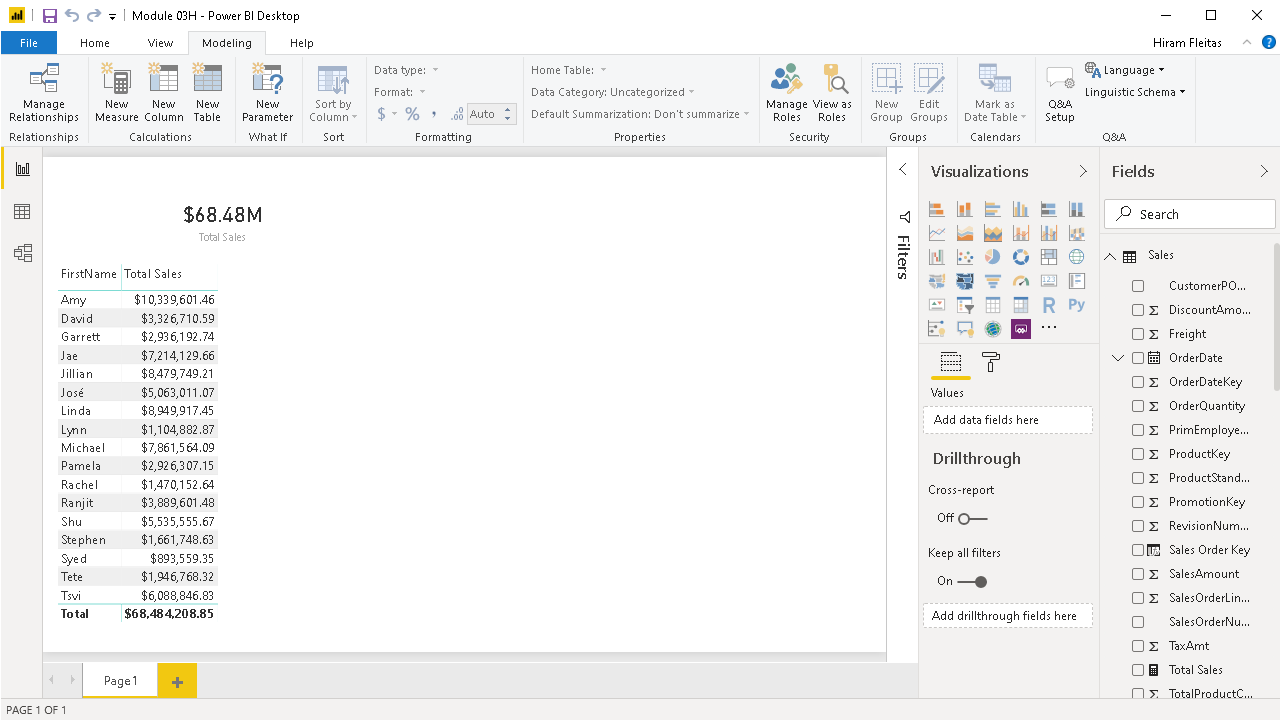 Module 03H - Power BI Desktop
File Home View Modeling Help Hiram Fleitas
Manage Relationships
Relationships
New Measure
New Column
New Table
Calculations
New Parameter
What If
Sort by Column
Sort
Data type:
Format:
$ % , .00 Auto
Formatting
Home Table:
Data Category: Uncategorized
Default Summarization: Don't summarize
Properties
Manage Roles
View as Roles
Security
New Group
Edit Groups
Groups
Mark as Date Table
Calendars
Q&A Setup
Language
Linguistic Schema
Q&A
$68.48M
Total Sales
FirstName Total Sales
Amy $10,339,601.46
David $3,326,710.59
Garrett $2,936,192.74
Jae $7,214,129.66
Jillian $8,479,749.21
José $5,063,011.07
Linda $8,949,917.45
Lynn $1,104,882.87
Michael $7,861,564.09
Pamela $2,926,307.15
Rachel $1,470,152.64
Ranjit $3,889,601.48
Shu $5,535,555.67
Stephen $1,661,748.63
Syed $893,559.35
Tete $1,946,768.32
Tsvi $6,088,846.83
Total $68,484,208.85
Filters
Visualizations
R Py
Values
Add data fields here
Drillthrough
Cross-report
Off
Keep all filters
On
Add drillthrough fields here
Fields
Search
Sales
CustomerPO...
DiscountAmo...
Freight
OrderDate
OrderDateKey
OrderQuantity
PrimEmploye...
ProductKey
ProductStand...
PromotionKey
RevisionNum...
Sales Order Key
SalesAmount
SalesOrderLin...
SalesOrderNu...
TaxAmt
Total Sales
TotalProductC...
Page1
PAGE 1 OF 1